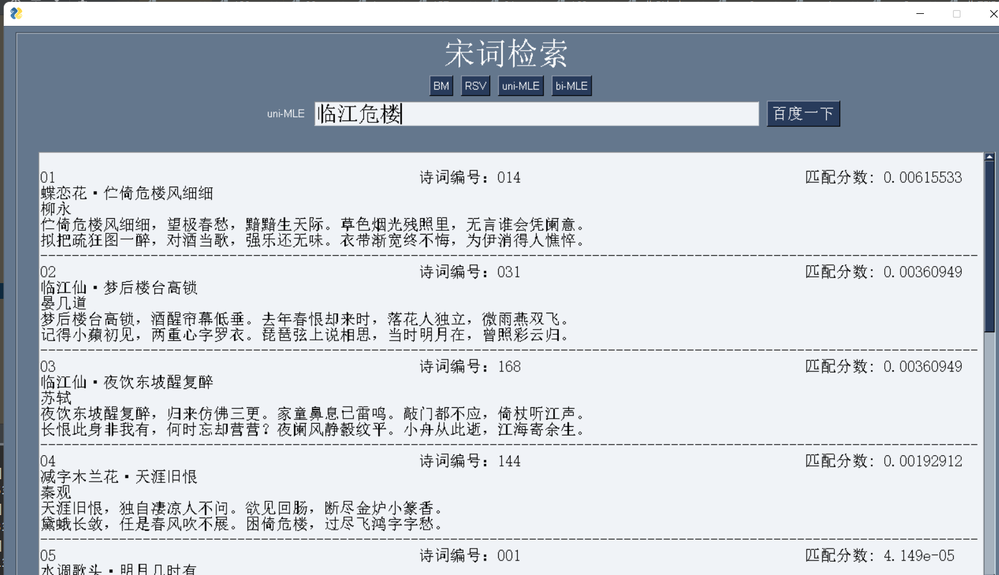 宋词检索
BM RSV uni-MLE bi-MLE
uni-MLE 临江危楼 百度一下
01 诗词编号：014 匹配分数：0.00615533
蝶恋花·伫倚危楼风细细
柳永
伫倚危楼风细细，望极春愁，黯黯生天际。草色烟光残照里，无言谁会凭阑意。
拟把疏狂图一醉，对酒当歌，强乐还无味。衣带渐宽终不悔，为伊消得人憔悴。
--------------------------------------------------------------------------------
02 诗词编号：031 匹配分数：0.00360949
临江仙·梦后楼台高锁
晏几道
梦后楼台高锁，酒醒帘幕低垂。去年春恨却来时，落花人独立，微雨燕双飞。
记得小蘋初见，两重心字罗衣。琵琶弦上说相思，当时明月在，曾照彩云归。
--------------------------------------------------------------------------------
03 诗词编号：168 匹配分数：0.00360949
临江仙·夜饮东坡醒复醉
苏轼
夜饮东坡醒复醉，归来仿佛三更。家童鼻息已雷鸣。敲门都不应，倚杖听江声。
长恨此身非我有，何时忘却营营？夜阑风静縠纹平。小舟从此逝，江海寄余生。
--------------------------------------------------------------------------------
04 诗词编号：144 匹配分数：0.00192912
减字木兰花·天涯旧恨
秦观
天涯旧恨，独自凄凉人不问。欲见回肠，断尽金炉小篆香。
黛蛾长敛，任是春风吹不展。困倚危楼，过尽飞鸿字字愁。
--------------------------------------------------------------------------------
05 诗词编号：001 匹配分数：4.149e-05
水调歌头·明月几时有